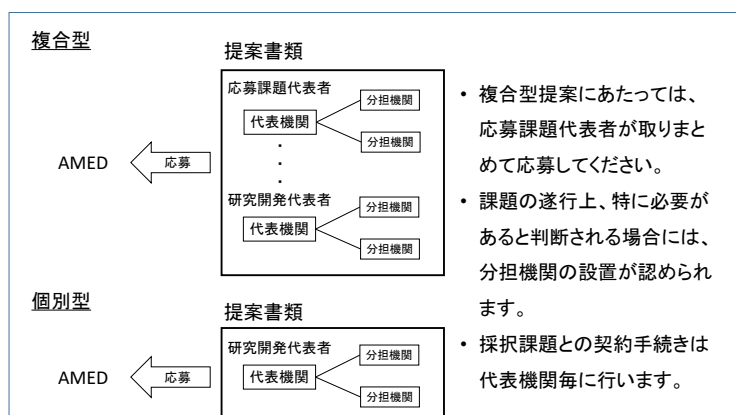 複合型
提案書類
応募課題代表者
代表機関
分担機関
分担機関
・
・
・
研究開発代表者
代表機関
分担機関
分担機関
AMED
応募
• 複合型提案にあたっては、
応募課題代表者が取りまと
めて応募してください。
• 課題の遂行上、特に必要が
あると判断される場合には、
分担機関の設置が認められ
ます。
• 採択課題との契約手続きは
代表機関毎に行います。
個別型
提案書類
研究開発代表者
代表機関
分担機関
分担機関
AMED
応募